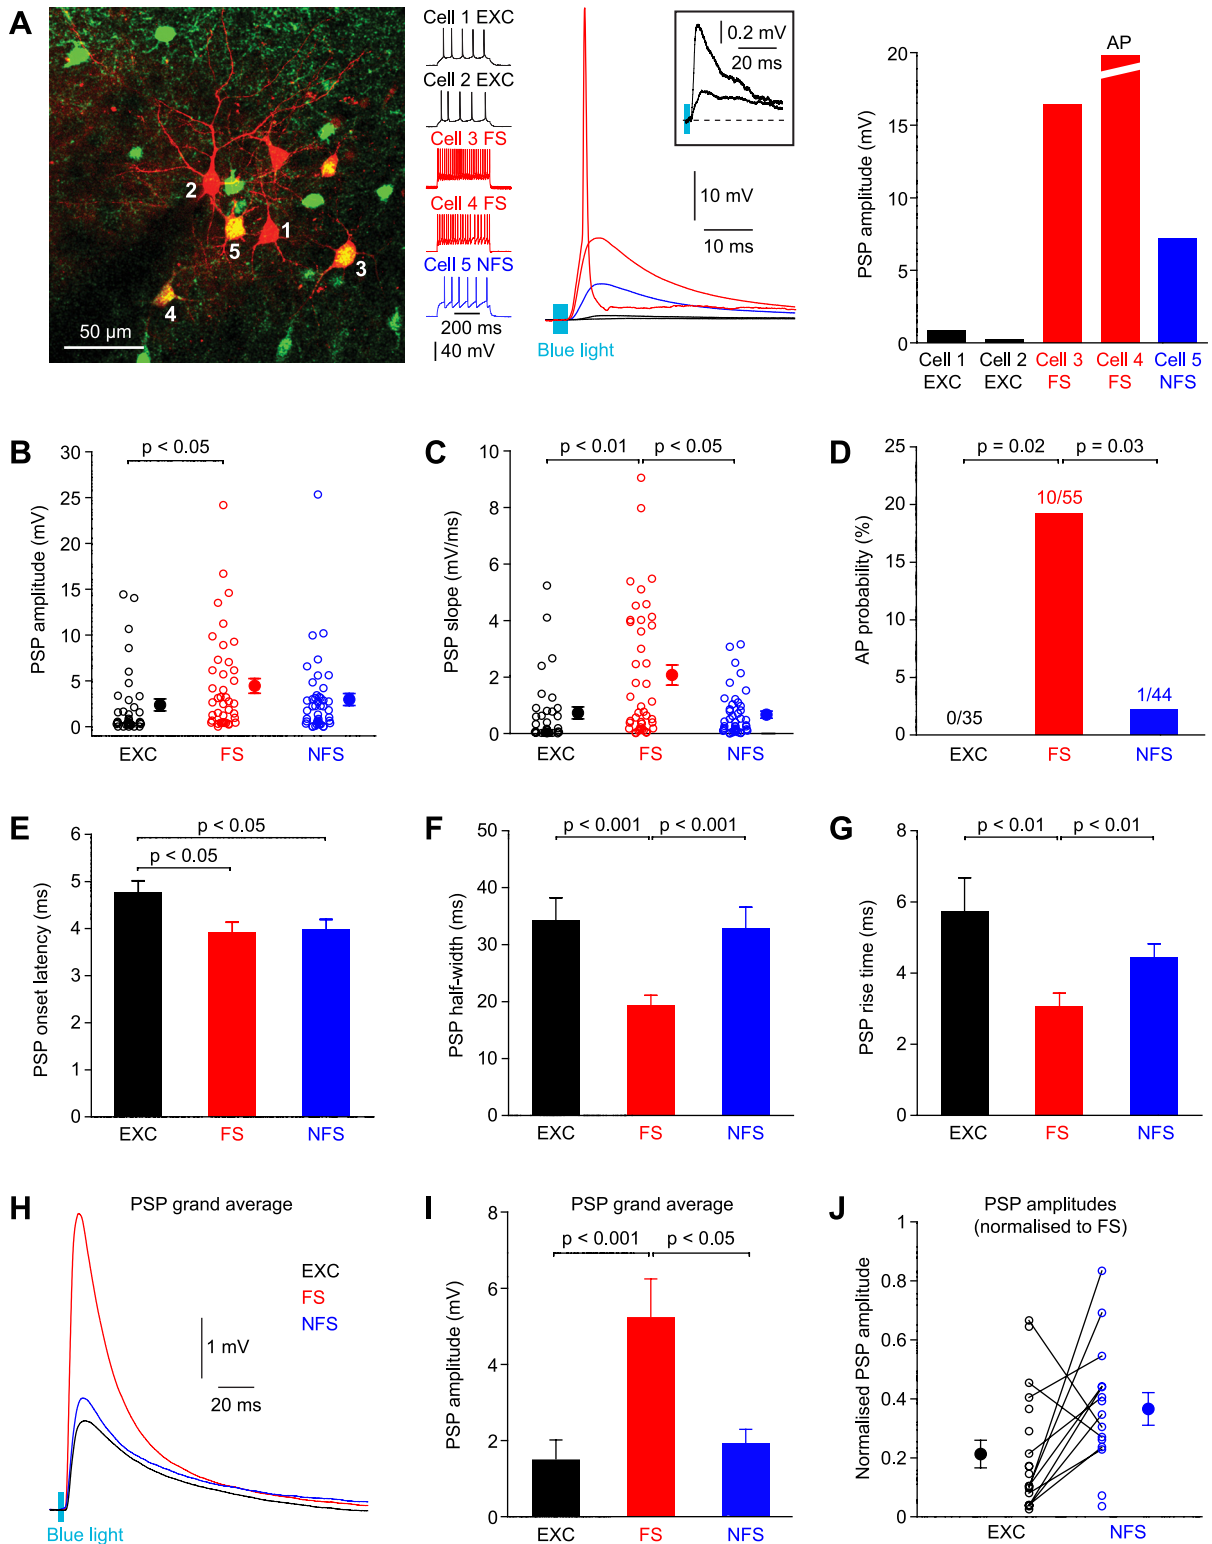 A
2
1
5
3
4
50 µm
Cell 1 EXC
Cell 2 EXC
Cell 3 FS
Cell 4 FS
Cell 5 NFS
200 ms
40 mV
0.2 mV
20 ms
10 mV
10 ms
Blue light
PSP amplitude (mV)
20
15
10
5
0
AP
Cell 1 EXC
Cell 2 EXC
Cell 3 FS
Cell 4 FS
Cell 5 NFS
B
p < 0.05
PSP amplitude (mV)
30
25
20
15
10
5
0
EXC
FS
NFS
C
p < 0.01
p < 0.05
PSP slope (mV/ms)
10
8
6
4
2
0
EXC
FS
NFS
D
p = 0.02
p = 0.03
AP probability (%)
25
20
15
10
5
0
0/35
10/55
1/44
EXC
FS
NFS
E
p < 0.05
p < 0.05
PSP onset latency (ms)
6
5
4
3
2
1
0
EXC
FS
NFS
F
p < 0.001
p < 0.001
PSP half-width (ms)
50
40
30
20
10
0
EXC
FS
NFS
G
p < 0.01
p < 0.01
PSP rise time (ms)
8
6
4
2
0
EXC
FS
NFS
H
PSP grand average
EXC
FS
NFS
1 mV
20 ms
Blue light
I
PSP grand average
p < 0.001
p < 0.05
PSP amplitude (mV)
8
6
4
2
0
EXC
FS
NFS
J
PSP amplitudes
(normalised to FS)
Normalised PSP amplitude
1
0.8
0.6
0.4
0.2
0
EXC
NFS